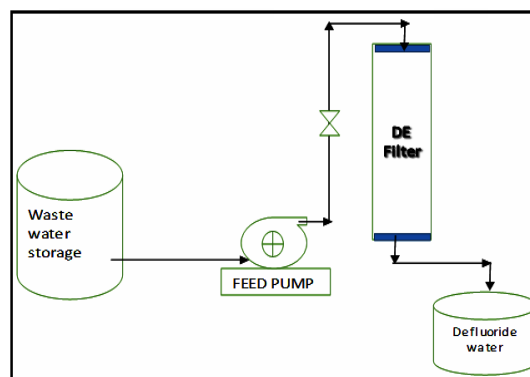 Waste
water
storage
FEED PUMP
DE
Filter
Defluoride
water